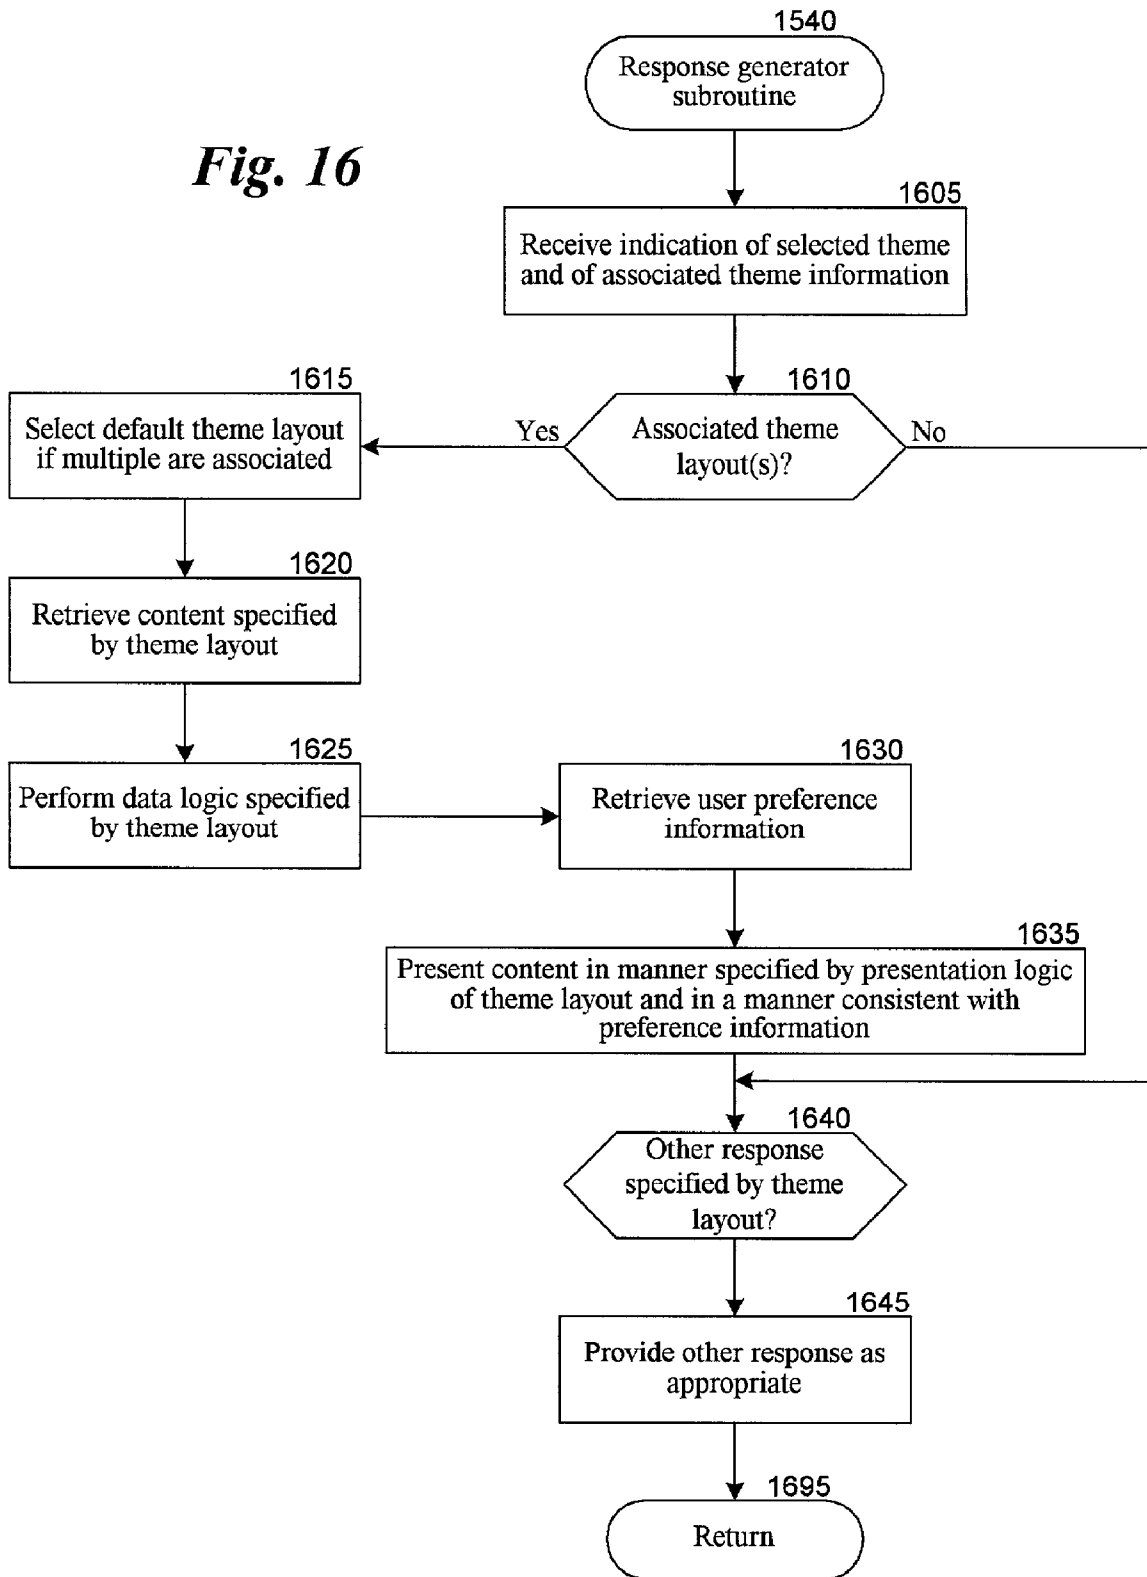 1540
Response generator
subroutine
Fig. 16
1605
Receive indication of selected theme
and of associated theme information
1610
Associated theme
layout(s)?
Yes
No
1615
Select default theme layout
if multiple are associated
1620
Retrieve content specified
by theme layout
1625
Perform data logic specified
by theme layout
1630
Retrieve user preference
information
1635
Present content in manner specified by presentation logic
of theme layout and in a manner consistent with
preference information
1640
Other response
specified by theme
layout?
1645
Provide other response as
appropriate
1695
Return